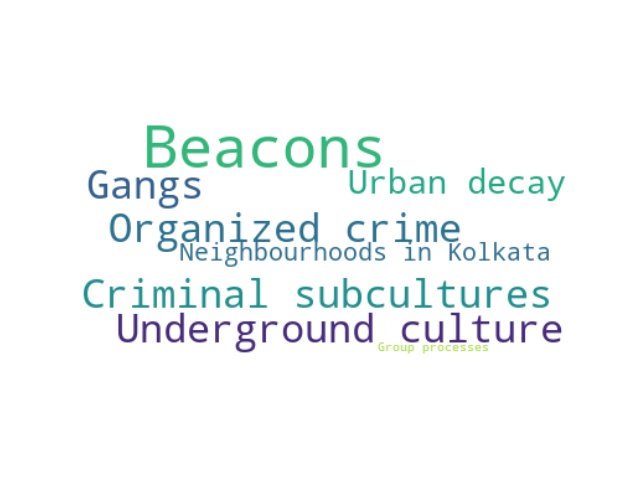 Beacons
Gangs
Urban decay
Organized crime
Neighbourhoods in Kolkata
Criminal subcultures
Underground culture
Group processes